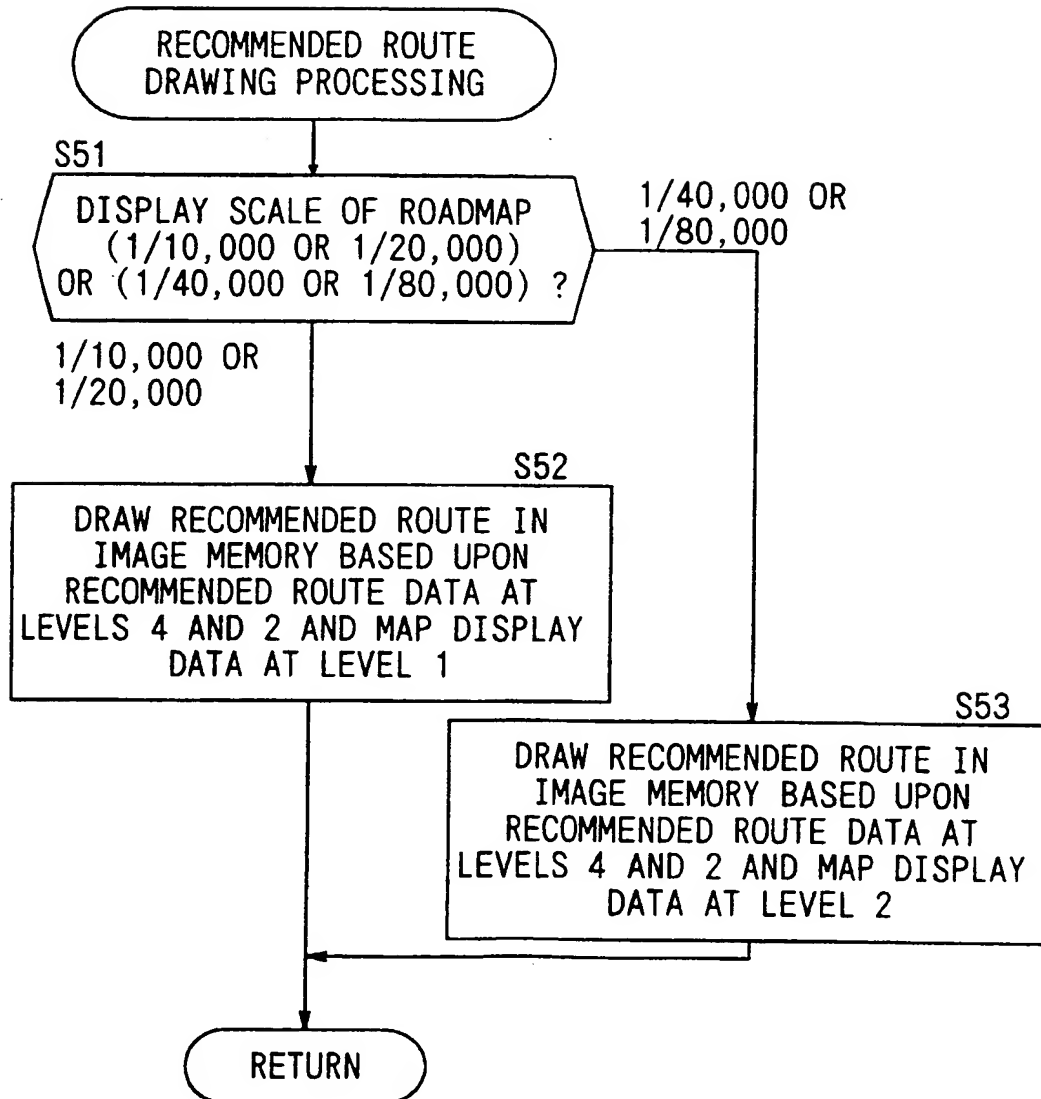 RECOMMENDED ROUTE
DRAWING PROCESSING
S51
DISPLAY SCALE OF ROADMAP
(1/10,000 OR 1/20,000)
OR (1/40,000 OR 1/80,000) ?
1/40,000 OR
1/80,000
1/10,000 OR
1/20,000
S52
DRAW RECOMMENDED ROUTE IN
IMAGE MEMORY BASED UPON
RECOMMENDED ROUTE DATA AT
LEVELS 4 AND 2 AND MAP DISPLAY
DATA AT LEVEL 1
S53
DRAW RECOMMENDED ROUTE IN
IMAGE MEMORY BASED UPON
RECOMMENDED ROUTE DATA AT
LEVELS 4 AND 2 AND MAP DISPLAY
DATA AT LEVEL 2
RETURN